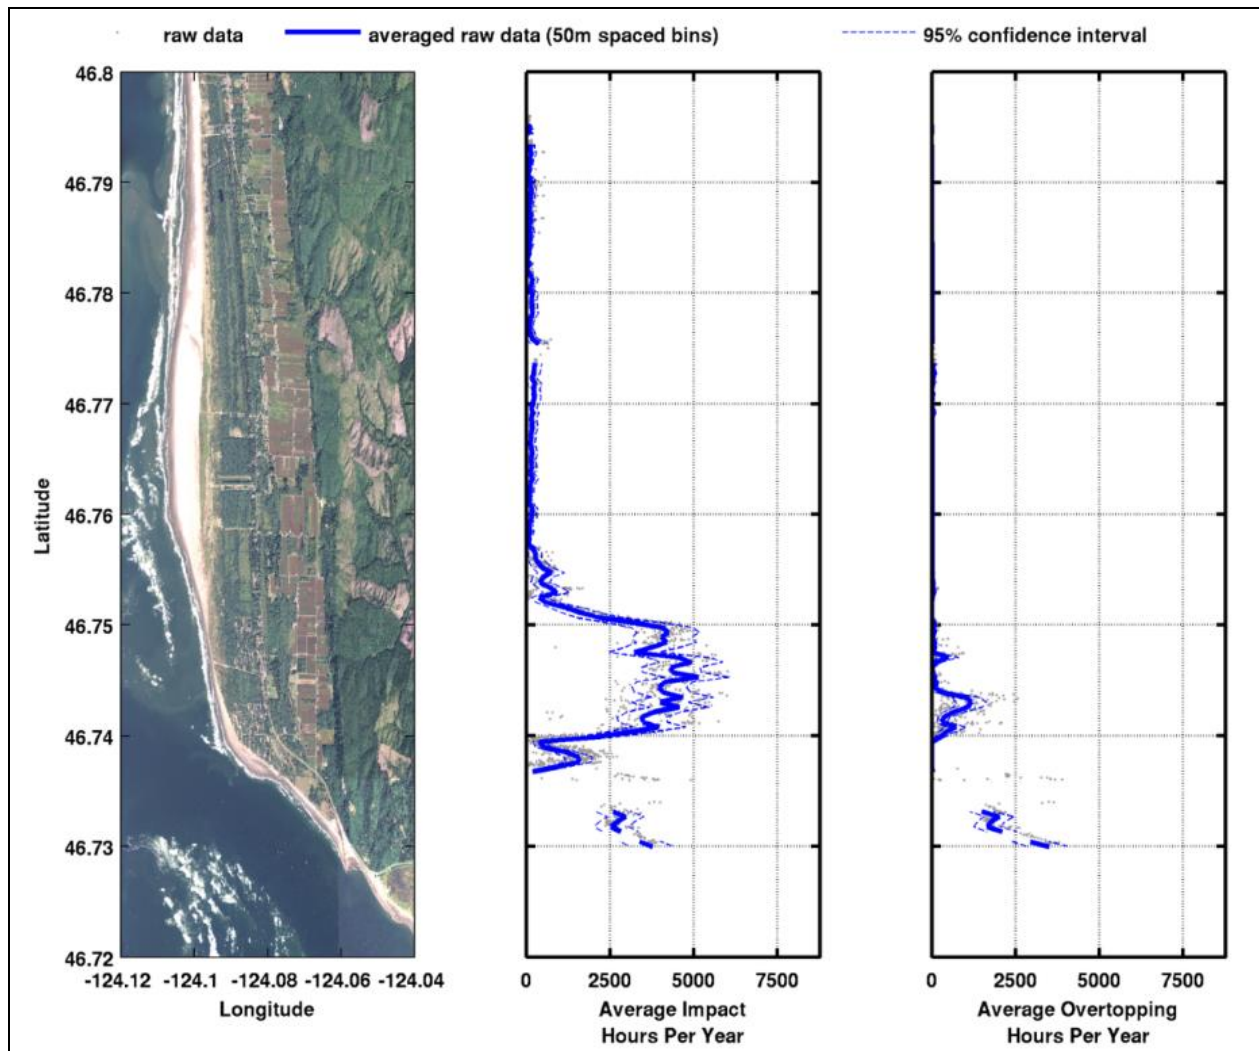 raw data
averaged raw data (50m spaced bins)
95% confidence interval
46.8
46.79
46.78
46.77
46.76
46.75
46.74
46.73
46.72
Latitude
-124.12 -124.1 -124.08 -124.06 -124.04
Longitude
0 2500 5000 7500
Average Impact
Hours Per Year
0 2500 5000 7500
Average Overtopping
Hours Per Year